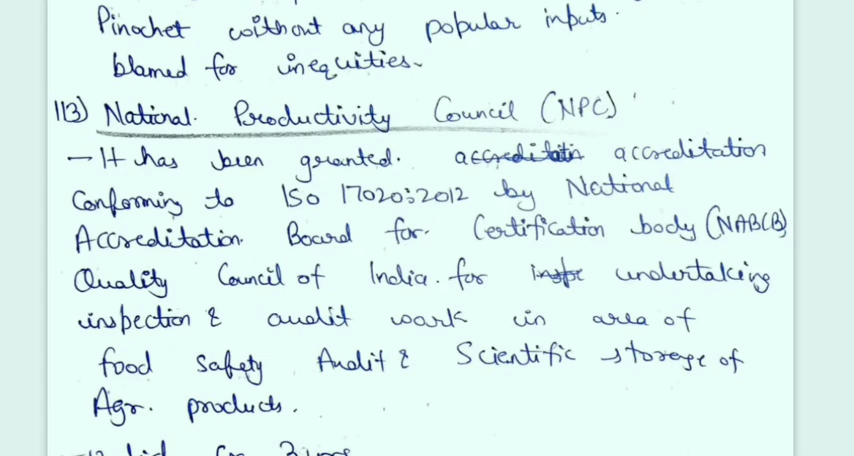 Pinochet without any popular inputs.
blamed for inequities.
113) National Productivity Council (NPC)
- It has been granted. accreditatin accreditation
Conforming to ISO 17020:2012 by National
Accreditation Board for Certification body (NABCB)
Quality Council of India. for inspe undertaking
inspection & audit work in area of
food safety Audit & Scientific storage of
Agr. products.